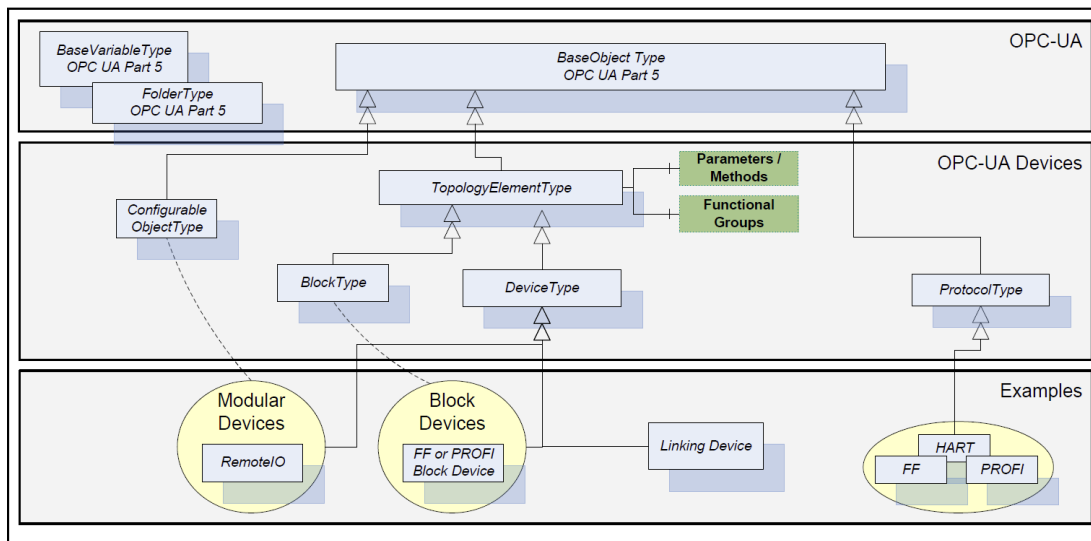 OPC-UA
BaseVariableType
OPC UA Part 5
FolderType
OPC UA Part 5
BaseObject Type
OPC UA Part 5
OPC-UA Devices
Parameters /
Methods
TopologyElementType
Functional
Groups
Configurable
ObjectType
BlockType
DeviceType
ProtocolType
Examples
Modular
Devices
RemoteIO
Block
Devices
FF or PROFI
Block Device
Linking Device
HART
FF
PROFI